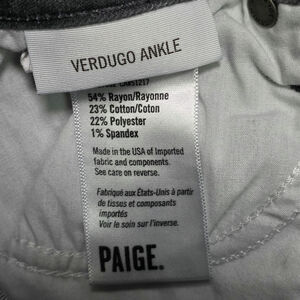 VERDUGO ANKLE
54% Rayon/Rayonne
23% Cotton/Coton
22% Polyester
1% Spandex
Made in the USA of Imported
fabric and components.
See care on reverse.
Fabriqué aux États-Unis à partir
de tissus et composants
importés
Voir le soin sur l'inverse.
PAIGE.